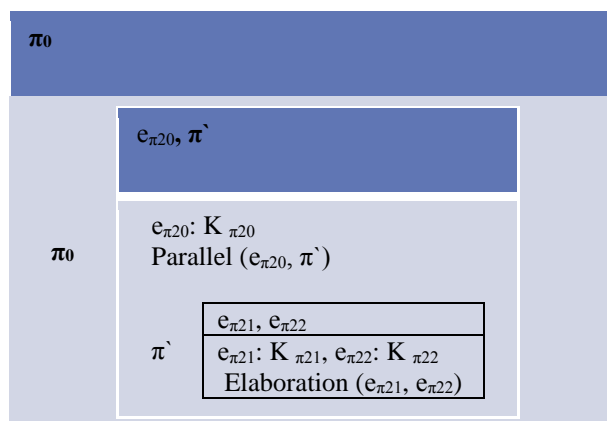 π₀
eπ20, π`
eπ20: K π20
π₀
Parallel (eπ20, π`)
eπ21, eπ22
π`
eπ21: K π21, eπ22: K π22
Elaboration (eπ21, eπ22)